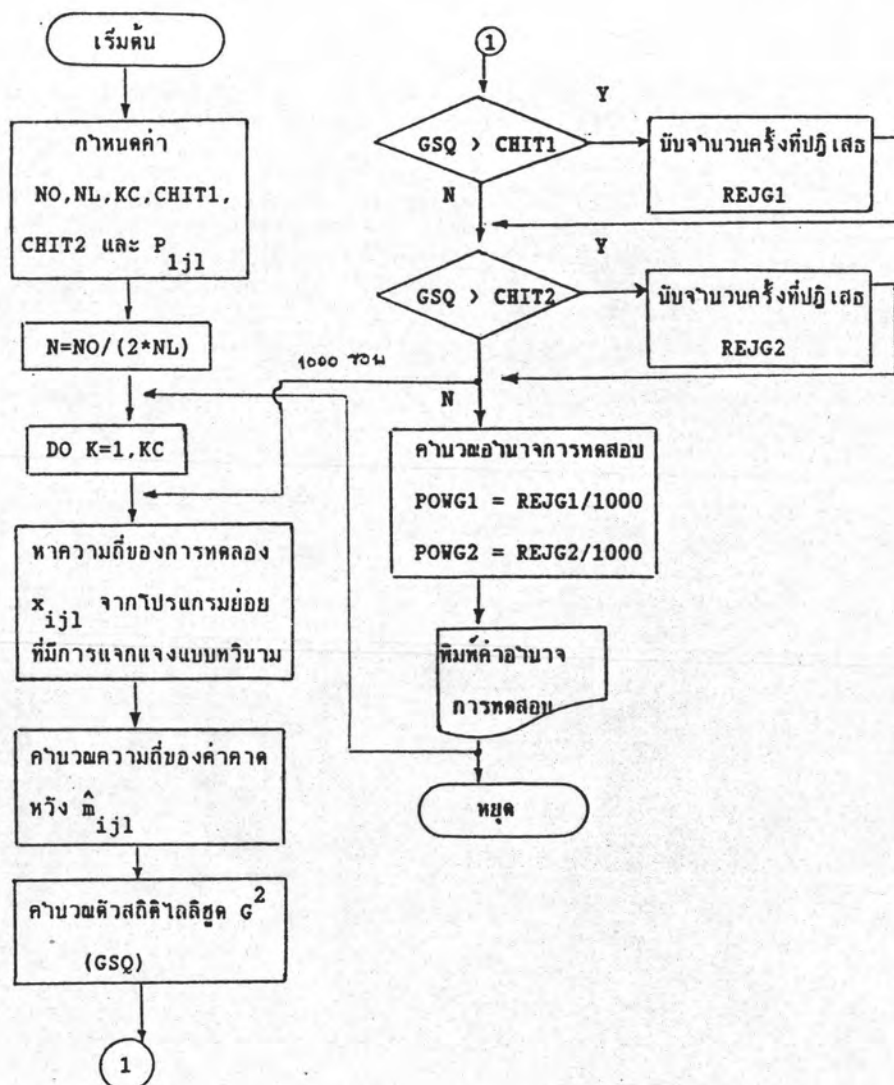 เริ่มต้น
กำหนดค่า
NO,NL,KC,CHIT1,
CHIT2 และ P
1jl
N=NO/(2*NL)
DO K=1,KC
หาความถี่ของการทดลอง
x
ijl จากโปรแกรมย่อย
ที่มีการแจกแจงแบบทวินาม
คำนวณความถี่ของค่าคาด
หวัง m̂
ijl
คำนวณตัวสถิติไลลิฮูด G²
(GSQ)
1
1
GSQ > CHIT1
Y
N
นับจำนวนครั้งที่ปฏิเสธ
REJG1
GSQ > CHIT2
Y
N
นับจำนวนครั้งที่ปฏิเสธ
REJG2
1000 รอบ
คำนวณอำนาจการทดสอบ
POWG1 = REJG1/1000
POWG2 = REJG2/1000
พิมพ์ค่าอำนาจ
การทดสอบ
หยุด